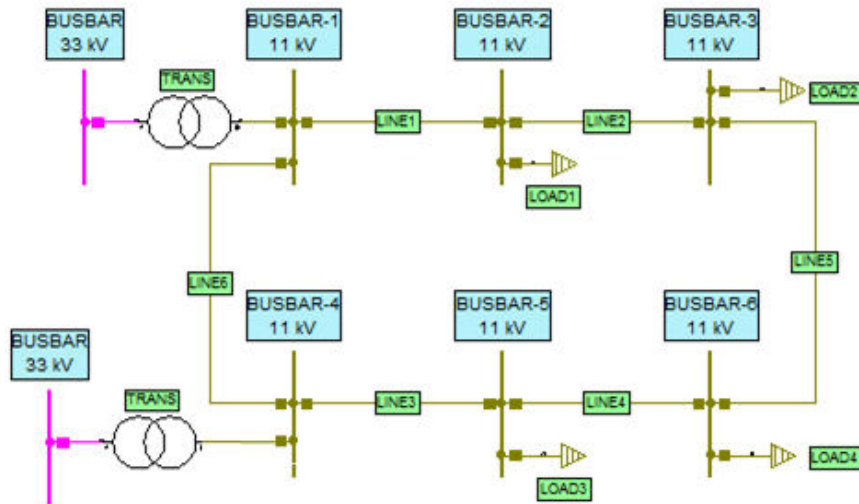 BUSBAR
33 kV
BUSBAR-1
11 kV
BUSBAR-2
11 kV
BUSBAR-3
11 kV
TRANS
LOAD2
LINE1
LINE2
LOAD1
LINE5
LINE6
BUSBAR-4
11 kV
BUSBAR-5
11 kV
BUSBAR-6
11 kV
BUSBAR
33 kV
TRANS
LINE3
LINE4
LOAD3
LOAD4